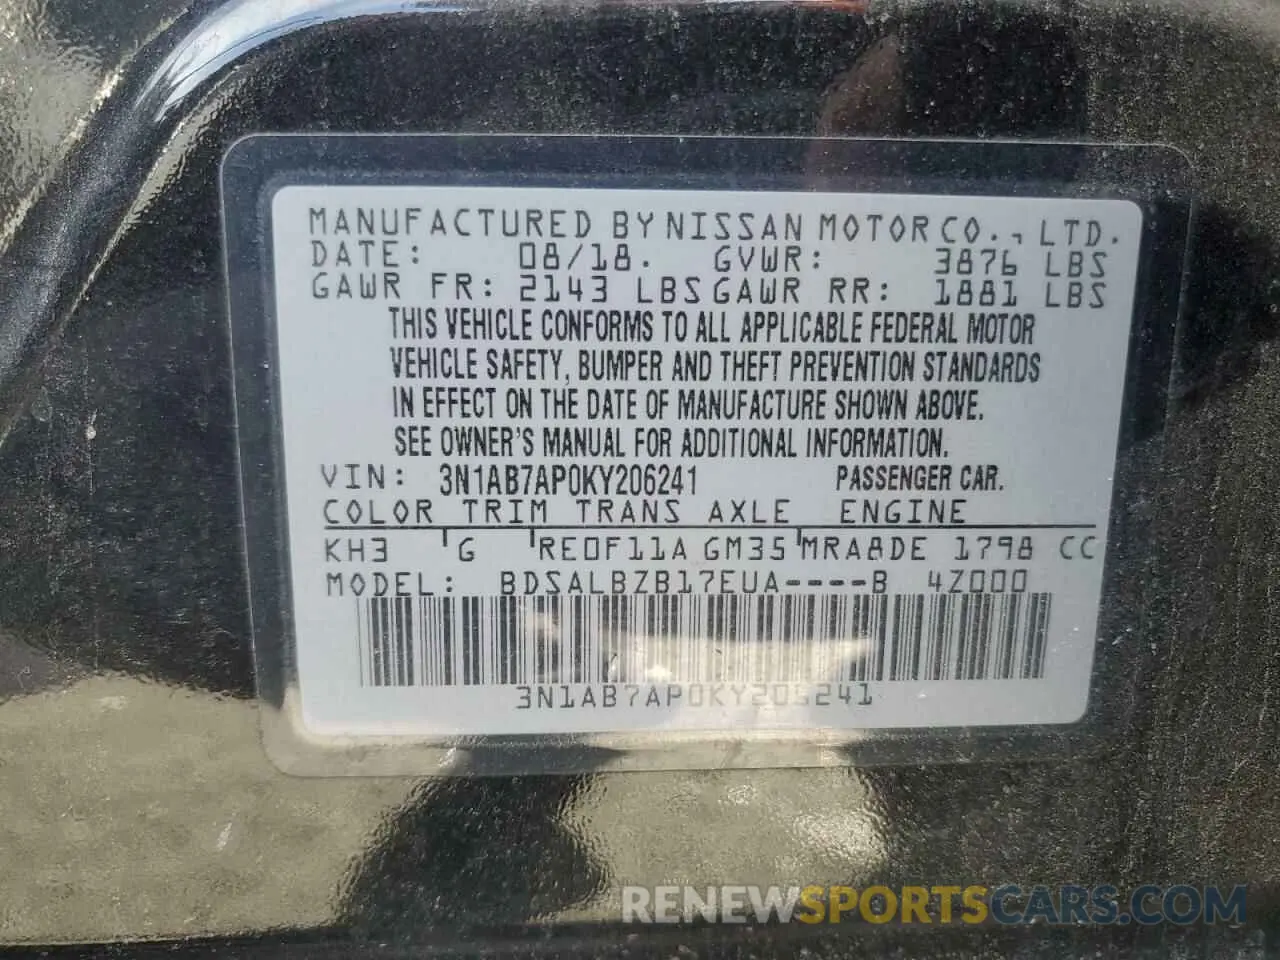 MANUFACTURED BY NISSAN MOTOR CO., LTD.
DATE: 08/18. GVWR: 3876 LBS
GAWR FR: 2143 LBS GAWR RR: 1881 LBS
THIS VEHICLE CONFORMS TO ALL APPLICABLE FEDERAL MOTOR
VEHICLE SAFETY, BUMPER AND THEFT PREVENTION STANDARDS
IN EFFECT ON THE DATE OF MANUFACTURE SHOWN ABOVE.
SEE OWNER'S MANUAL FOR ADDITIONAL INFORMATION.
VIN: 3N1AB7AP0KY206241 PASSENGER CAR.
COLOR TRIM TRANS AXLE ENGINE
KH3 G RE0F11A GM35 MRA8DE 1798 CC
MODEL: BDSALBZB17EUA----B 4Z000
3N1AB7AP0KY206241
RENEWSPORTSCARS.COM